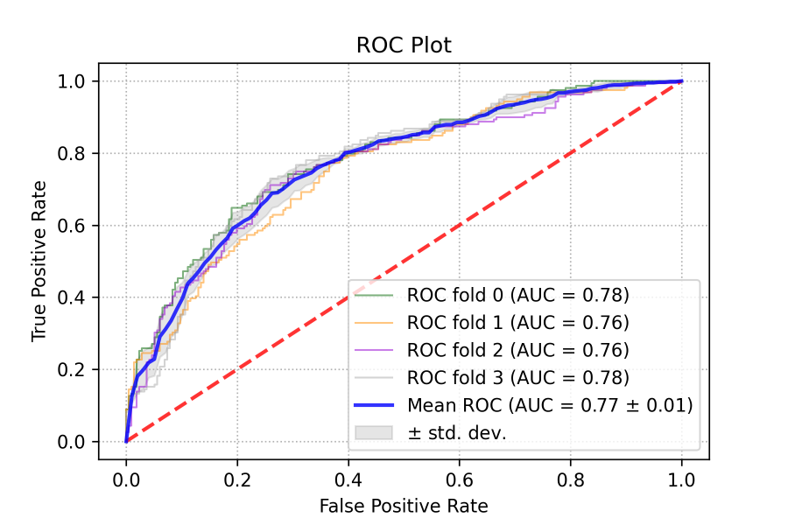 ROC Plot
True Positive Rate
1.0
0.8
0.6
0.4
0.2
0.0
ROC fold 0 (AUC = 0.78)
ROC fold 1 (AUC = 0.76)
ROC fold 2 (AUC = 0.76)
ROC fold 3 (AUC = 0.78)
Mean ROC (AUC = 0.77 ± 0.01)
± std. dev.
0.0 0.2 0.4 0.6 0.8 1.0
False Positive Rate